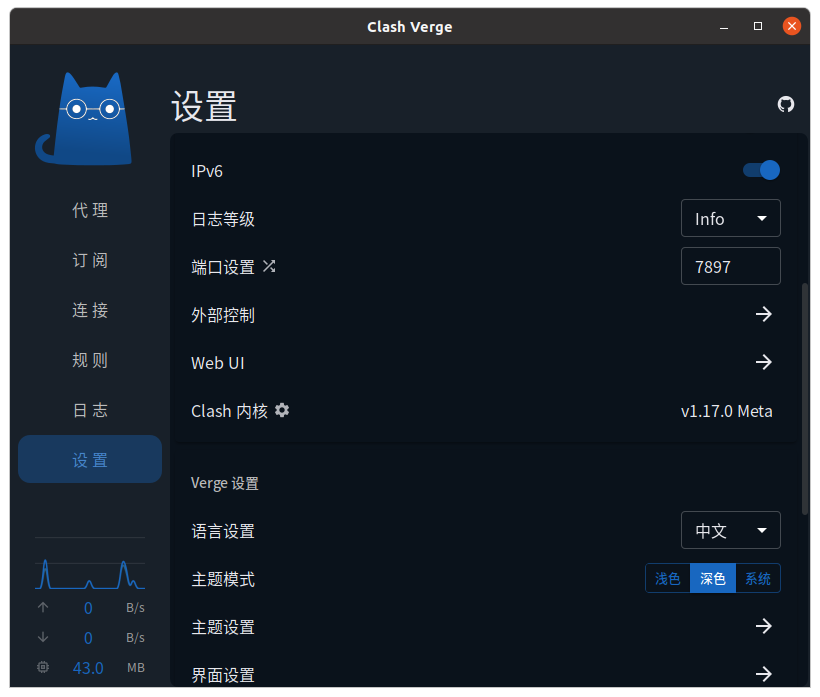 Clash Verge
设置
代理
订阅
连接
规则
日志
设置
0 B/s
0 B/s
43.0 MB
IPv6
日志等级 Info
端口设置 7897
外部控制
Web UI
Clash 内核 v1.17.0 Meta
Verge 设置
语言设置 中文
主题模式 浅色 深色 系统
主题设置
界面设置